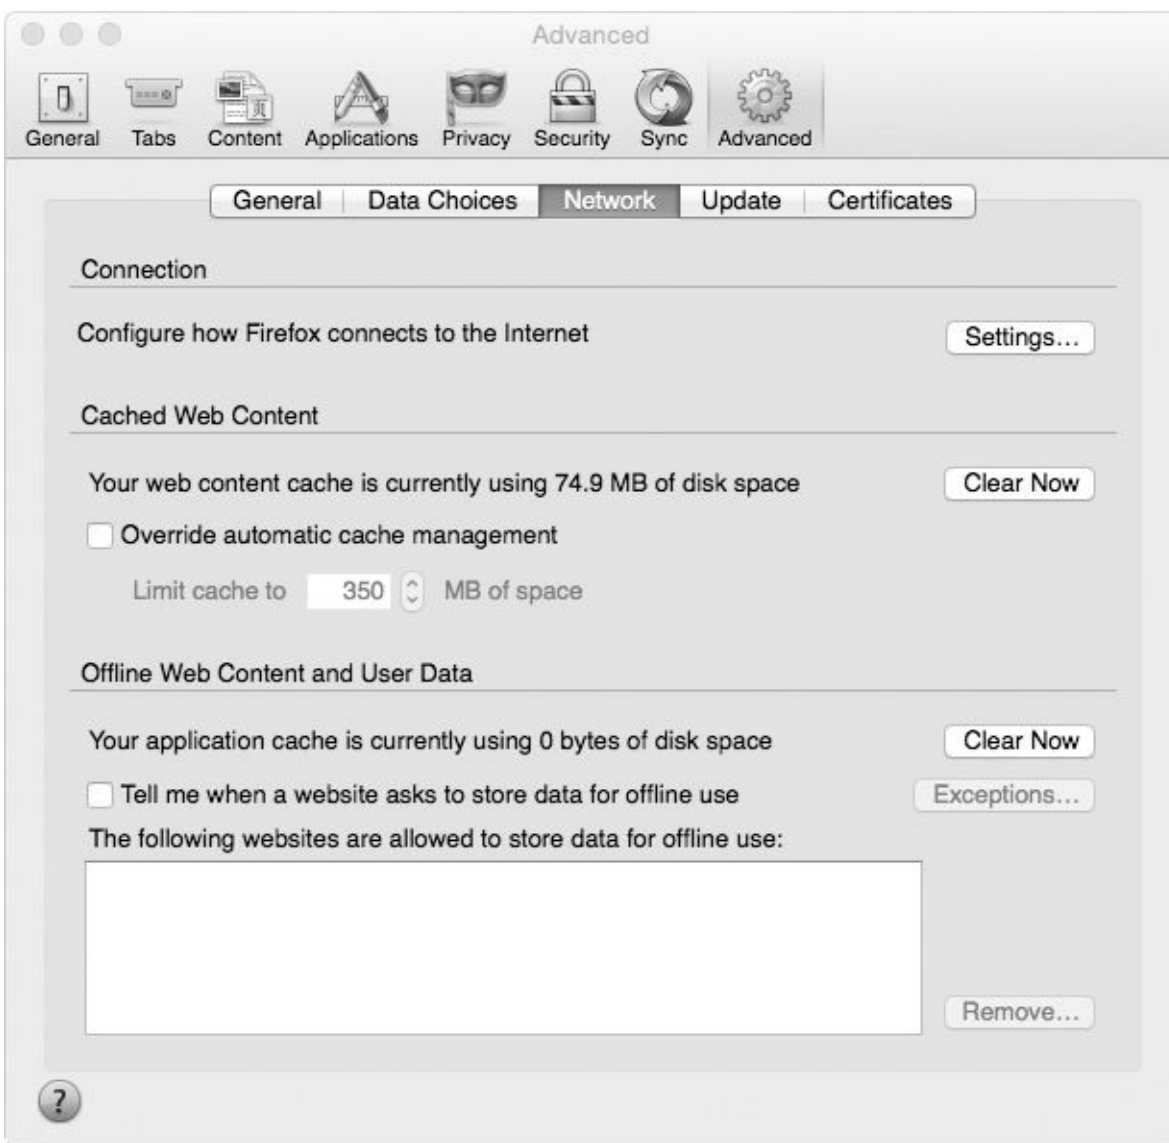 Advanced
General Tabs Content Applications Privacy Security Sync Advanced
General Data Choices Network Update Certificates
Connection
Configure how Firefox connects to the Internet Settings...
Cached Web Content
Your web content cache is currently using 74.9 MB of disk space Clear Now
Override automatic cache management
Limit cache to 350 MB of space
Offline Web Content and User Data
Your application cache is currently using 0 bytes of disk space Clear Now
Tell me when a website asks to store data for offline use Exceptions...
The following websites are allowed to store data for offline use:
Remove...
?